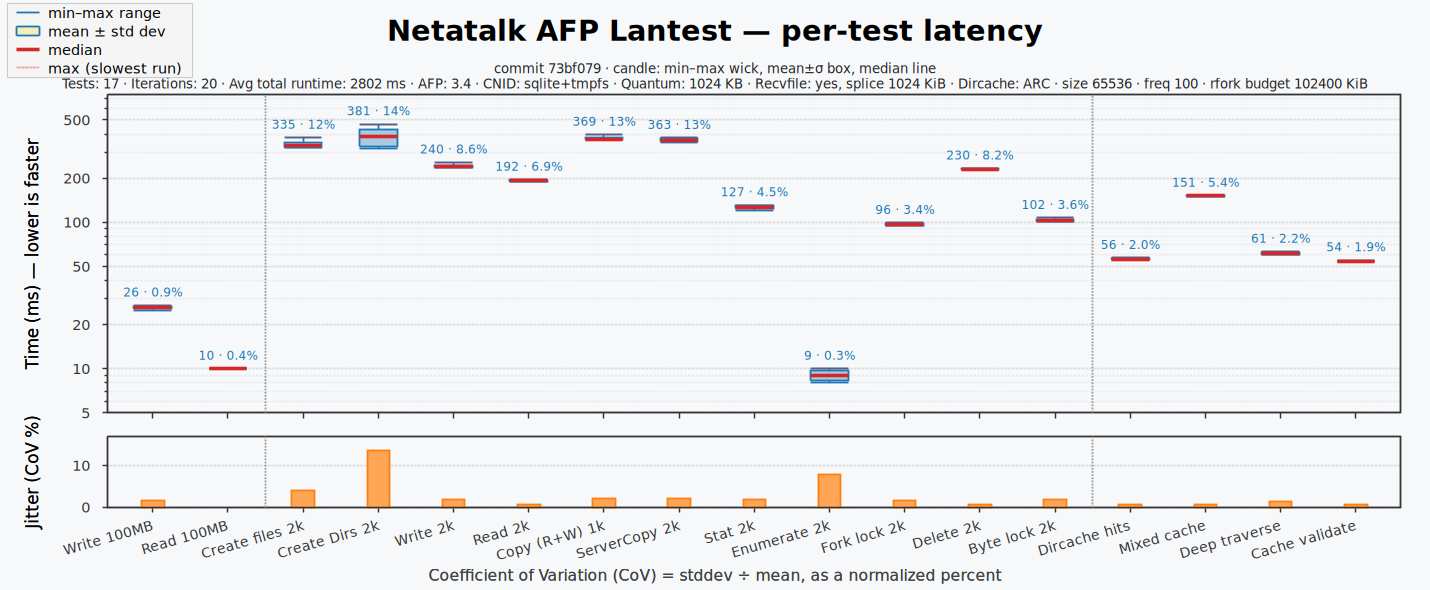 min–max range
mean ± std dev
median
max (slowest run)
Netatalk AFP Lantest — per-test latency
commit 73bf079 · candle: min–max wick, mean±σ box, median line
Tests: 17 · Iterations: 20 · Avg total runtime: 2802 ms · AFP: 3.4 · CNID: sqlite+tmpfs · Quantum: 1024 KB · Recvfile: yes, splice 1024 KiB · Dircache: ARC · size 65536 · freq 100 · rfork budget 102400 KiB
Time (ms) — lower is faster
500
200
100
50
20
10
5
26 · 0.9%
10 · 0.4%
335 · 12%
381 · 14%
240 · 8.6%
192 · 6.9%
369 · 13%
363 · 13%
127 · 4.5%
9 · 0.3%
96 · 3.4%
230 · 8.2%
102 · 3.6%
56 · 2.0%
151 · 5.4%
61 · 2.2%
54 · 1.9%
Jitter (CoV %)
10
0
Write 100MB
Read 100MB
Create files 2k
Create Dirs 2k
Write 2k
Read 2k
Copy (R+W) 1k
ServerCopy 2k
Stat 2k
Enumerate 2k
Fork lock 2k
Delete 2k
Byte lock 2k
Dircache hits
Mixed cache
Deep traverse
Cache validate
Coefficient of Variation (CoV) = stddev ÷ mean, as a normalized percent